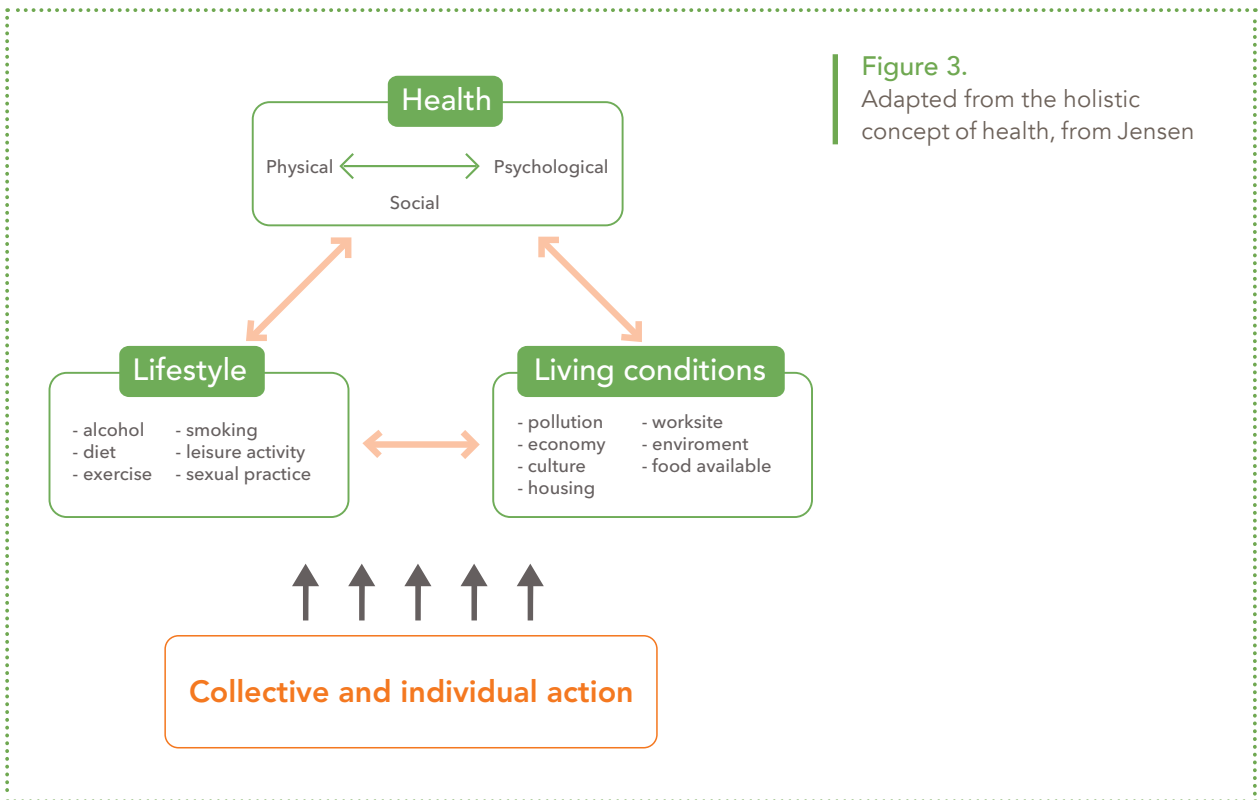 Figure 3.
Adapted from the holistic
concept of health, from Jensen
Health
Physical
Psychological
Social
Lifestyle
- alcohol
- diet
- exercise
- smoking
- leisure activity
- sexual practice
Living conditions
- pollution
- economy
- culture
- housing
- worksite
- enviroment
- food available
Collective and individual action